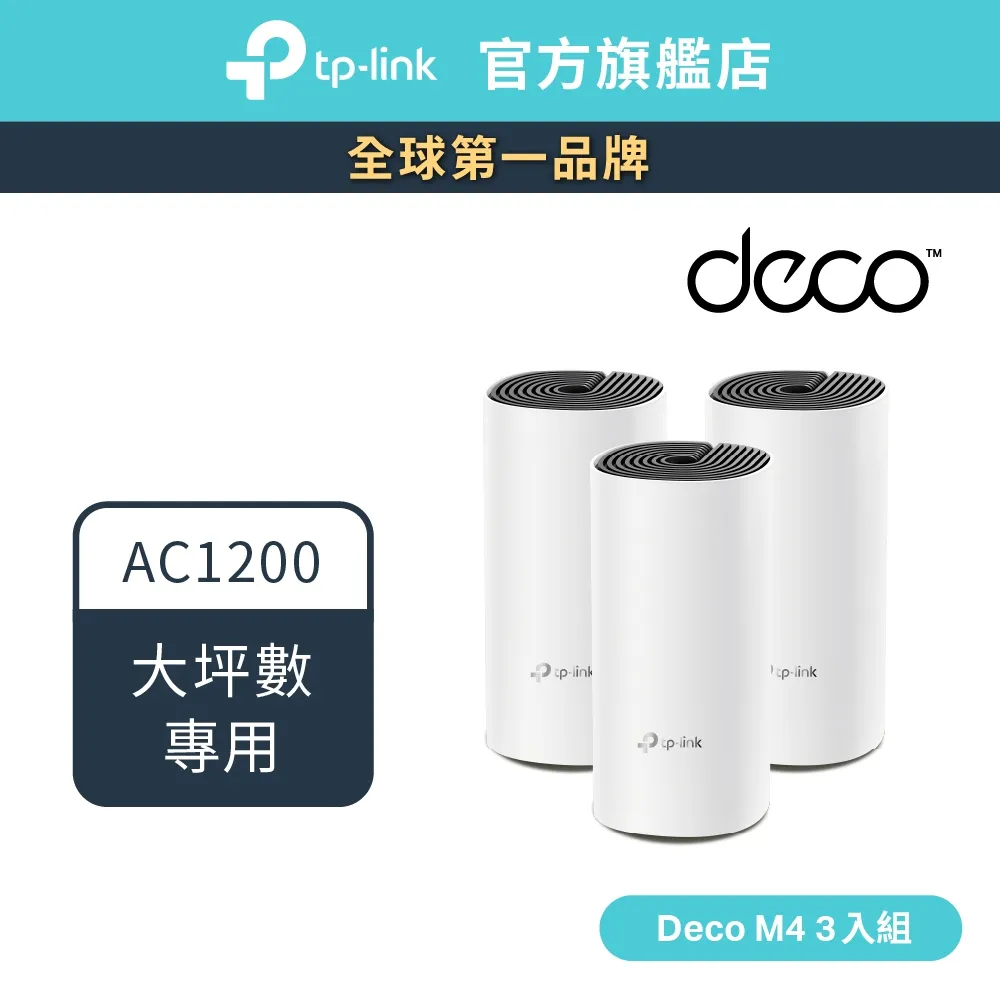 tp-link 官方旗艦店
全球第一品牌
deco™
AC1200
大坪數
專用
tp-link
tp-link
tp-link
Deco M4 3入組